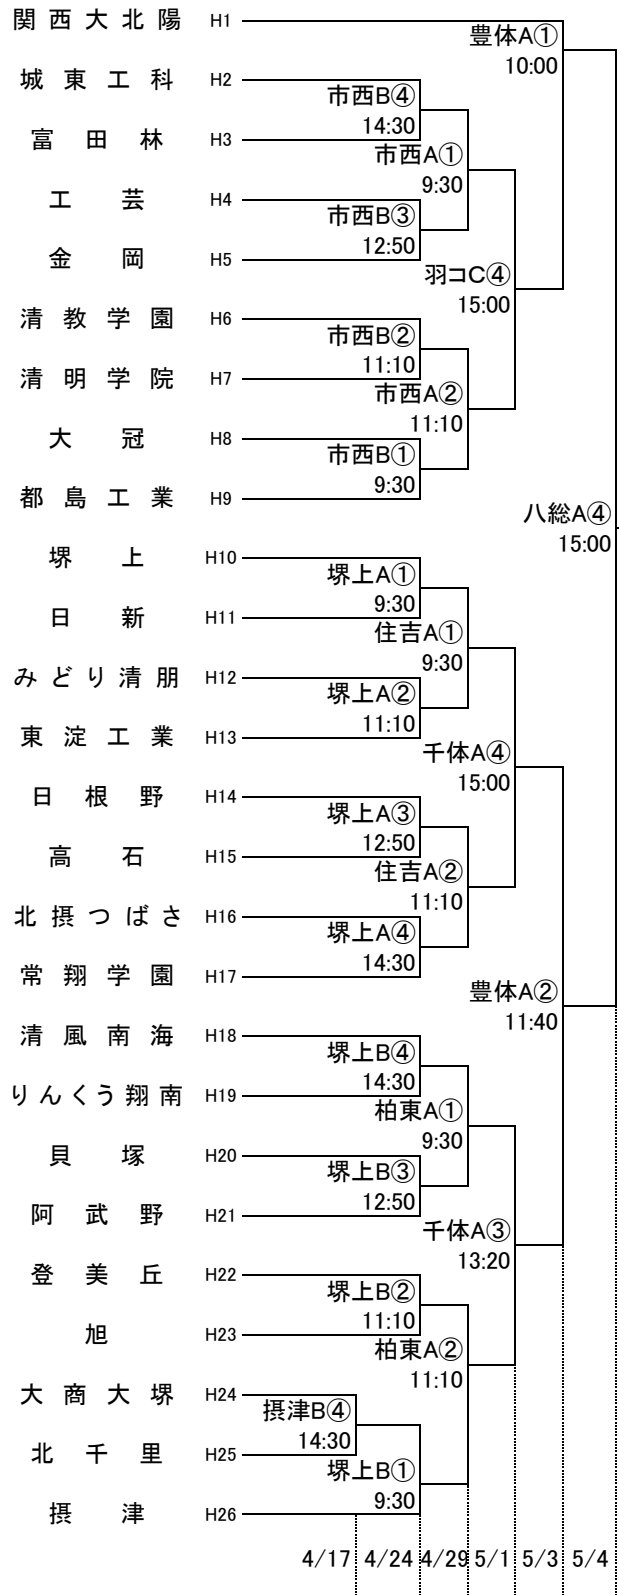 関西大北陽 H1
豊体A①
10:00
城東工科 H2
市西B④
14:30
富田林 H3
市西A①
9:30
工芸 H4
市西B③
12:50
金岡 H5
羽コC④
15:00
清教学園 H6
市西B②
11:10
清明学院 H7
市西A②
11:10
大冠 H8
市西B①
9:30
都島工業 H9
八総A④
15:00
堺上 H10
堺上A①
9:30
日新 H11
住吉A①
9:30
みどり清朋 H12
堺上A②
11:10
東淀工業 H13
千体A④
15:00
日根野 H14
堺上A③
12:50
高石 H15
住吉A②
11:10
北摂つばさ H16
堺上A④
14:30
常翔学園 H17
豊体A②
11:40
清風南海 H18
堺上B④
14:30
りんくう翔南 H19
柏東A①
9:30
貝塚 H20
堺上B③
12:50
阿武野 H21
千体A③
13:20
登美丘 H22
堺上B②
11:10
旭 H23
柏東A②
11:10
大商大堺 H24
摂津B④
14:30
北千里 H25
堺上B①
9:30
摂津 H26
4/17 4/24 4/29 5/1 5/3 5/4